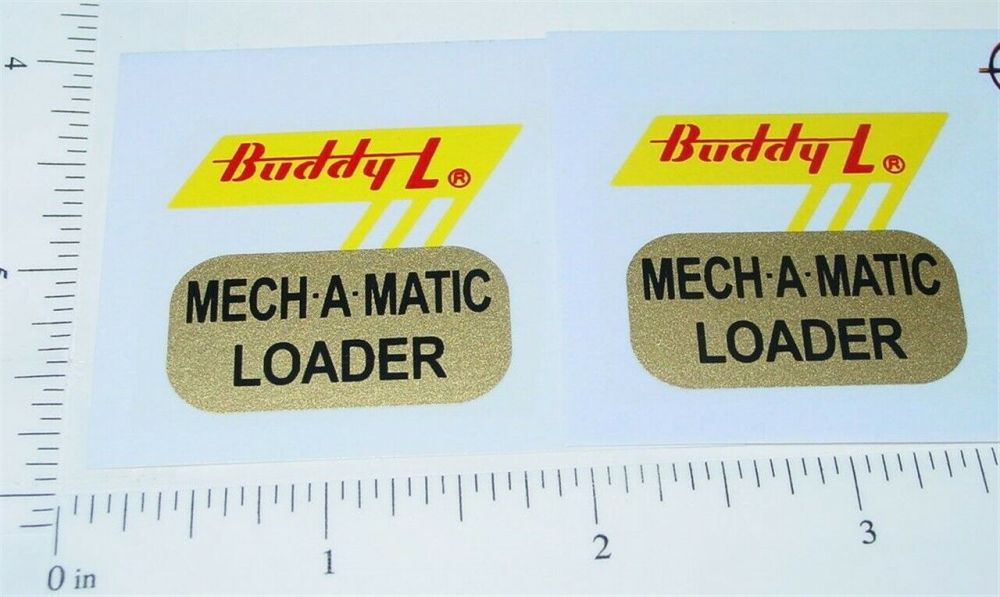 Buddy L®
MECH·A·MATIC
LOADER
Buddy L®
MECH·A·MATIC
LOADER
4
0 in
1
2
3